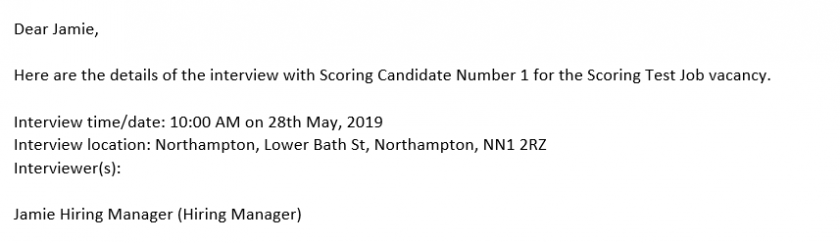 Dear Jamie,
Here are the details of the interview with Scoring Candidate Number 1 for the Scoring Test Job vacancy.
Interview time/date: 10:00 AM on 28th May, 2019
Interview location: Northampton, Lower Bath St, Northampton, NN1 2RZ
Interviewer(s):
Jamie Hiring Manager (Hiring Manager)